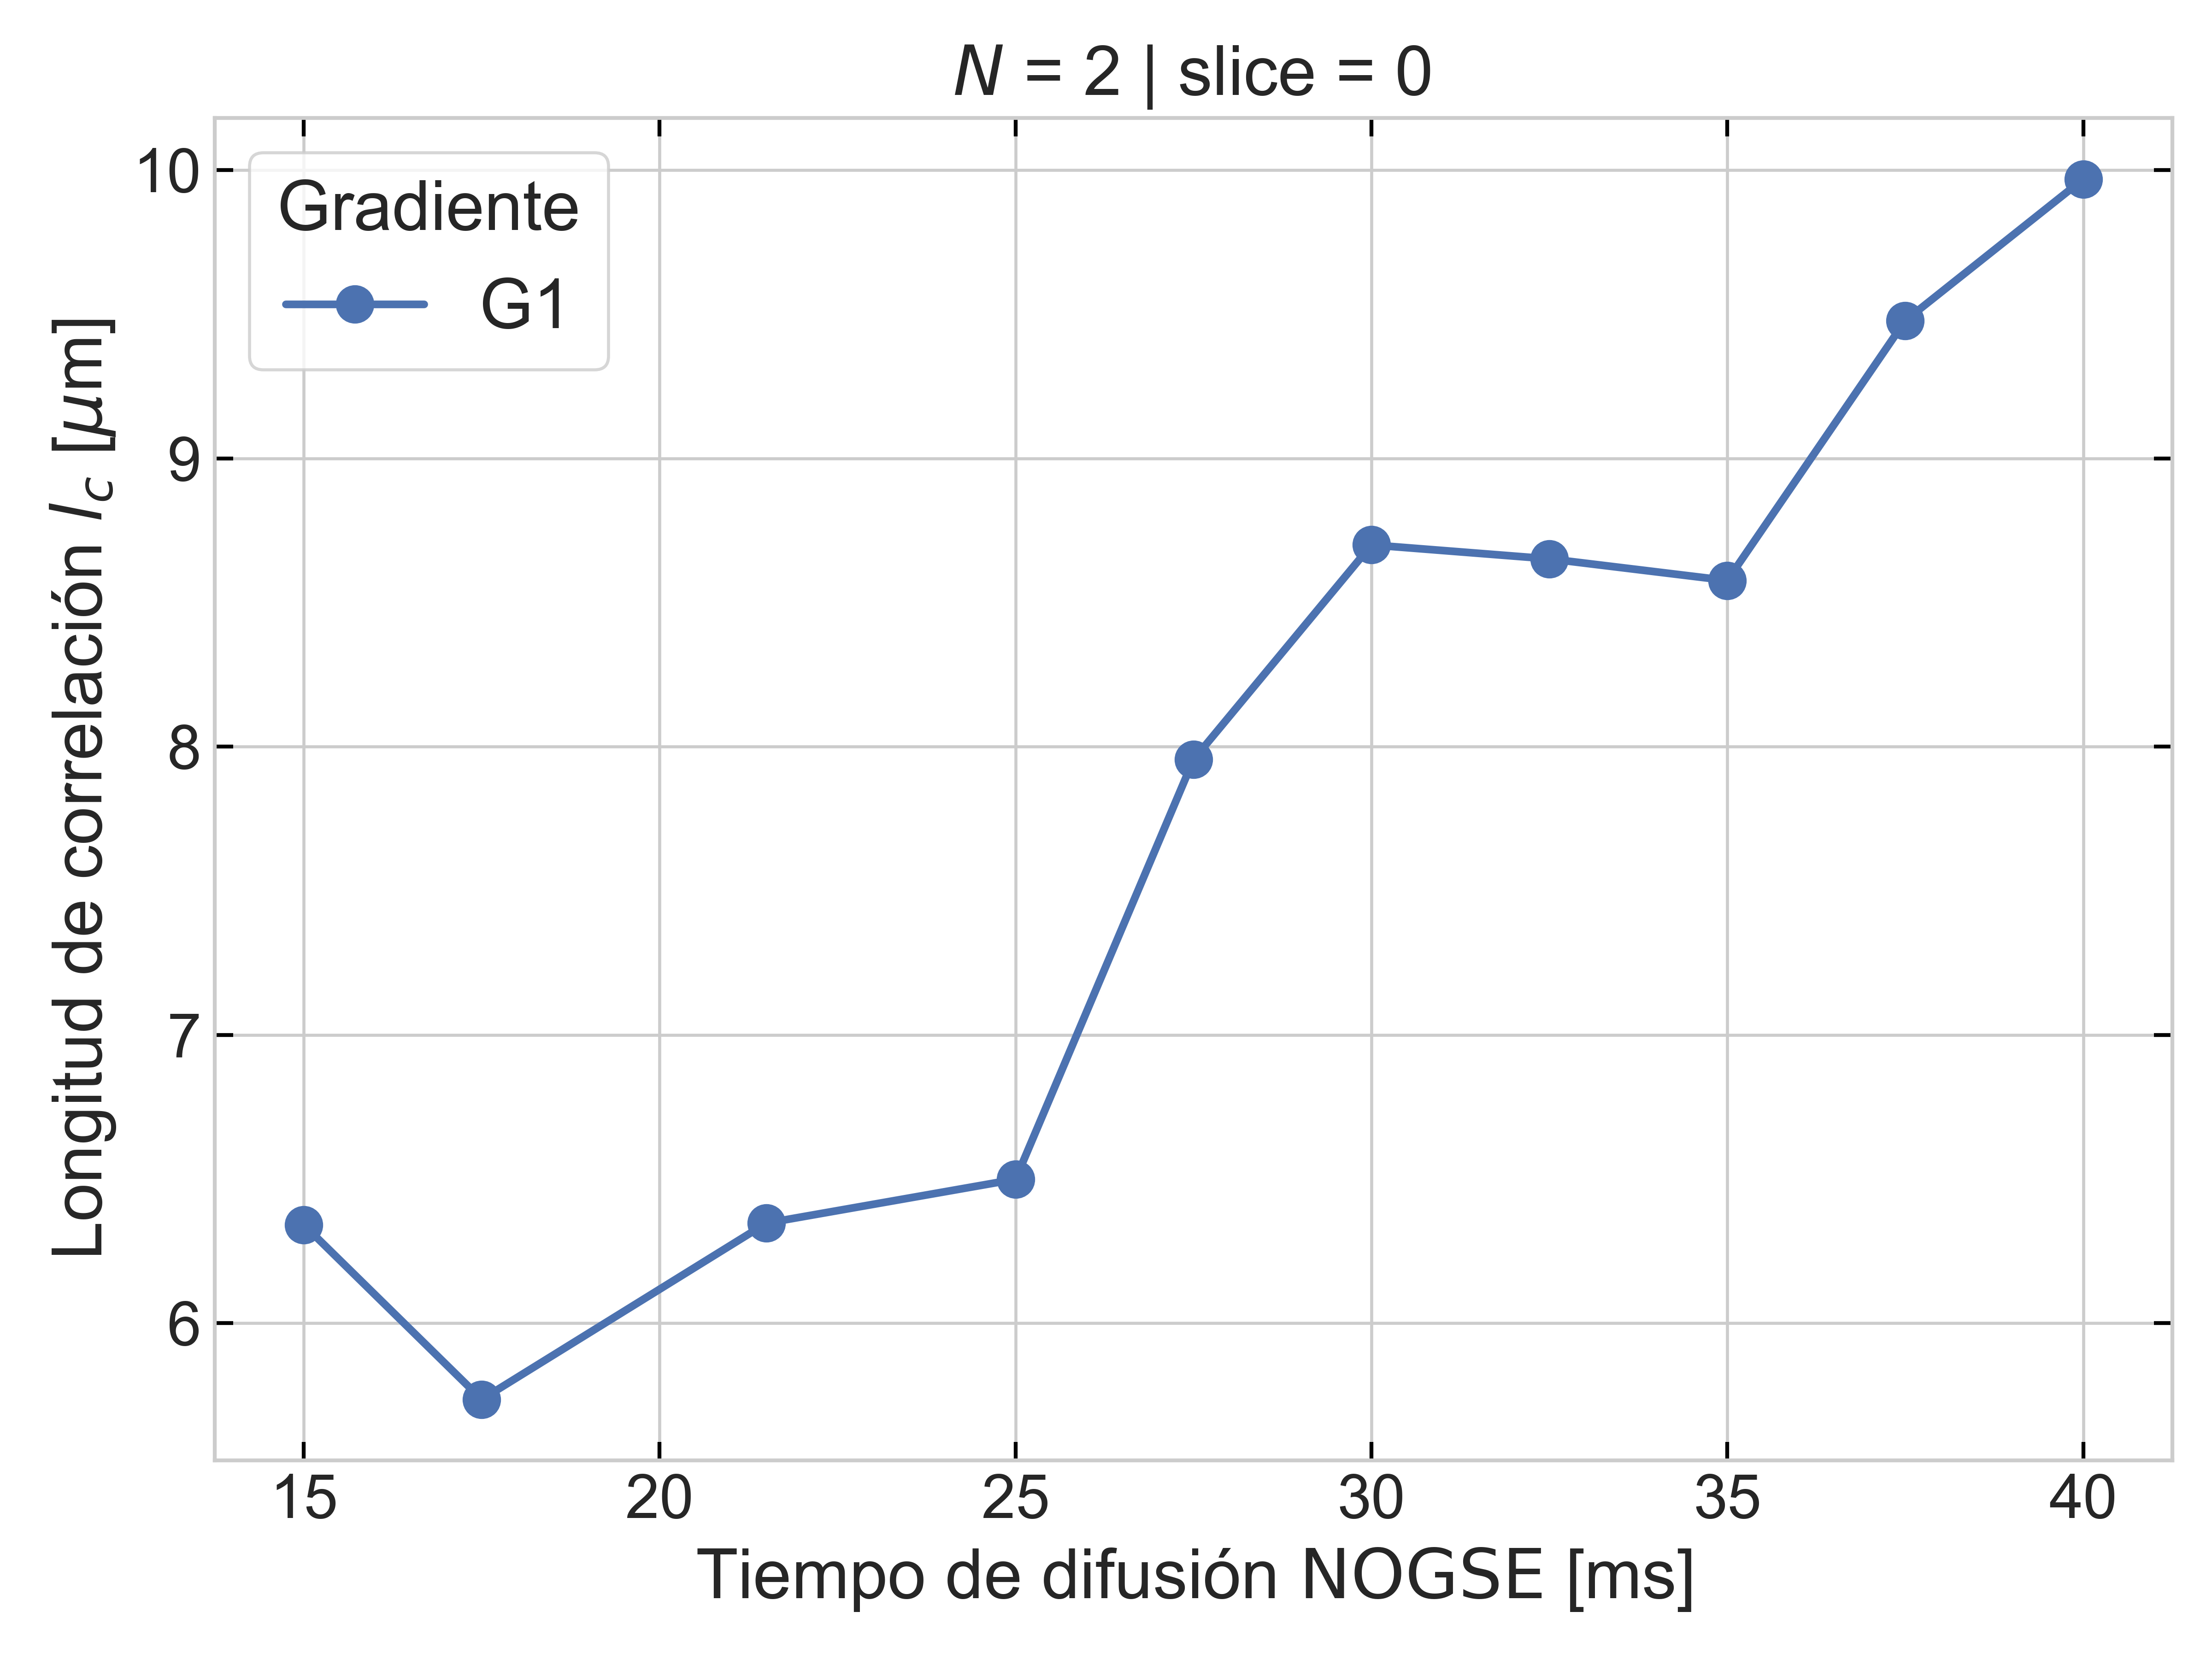 N = 2 | slice = 0
Gradiente
G1
Longitud de correlación l_c [μm]
10
9
8
7
6
15 20 25 30 35 40
Tiempo de difusión NOGSE [ms]